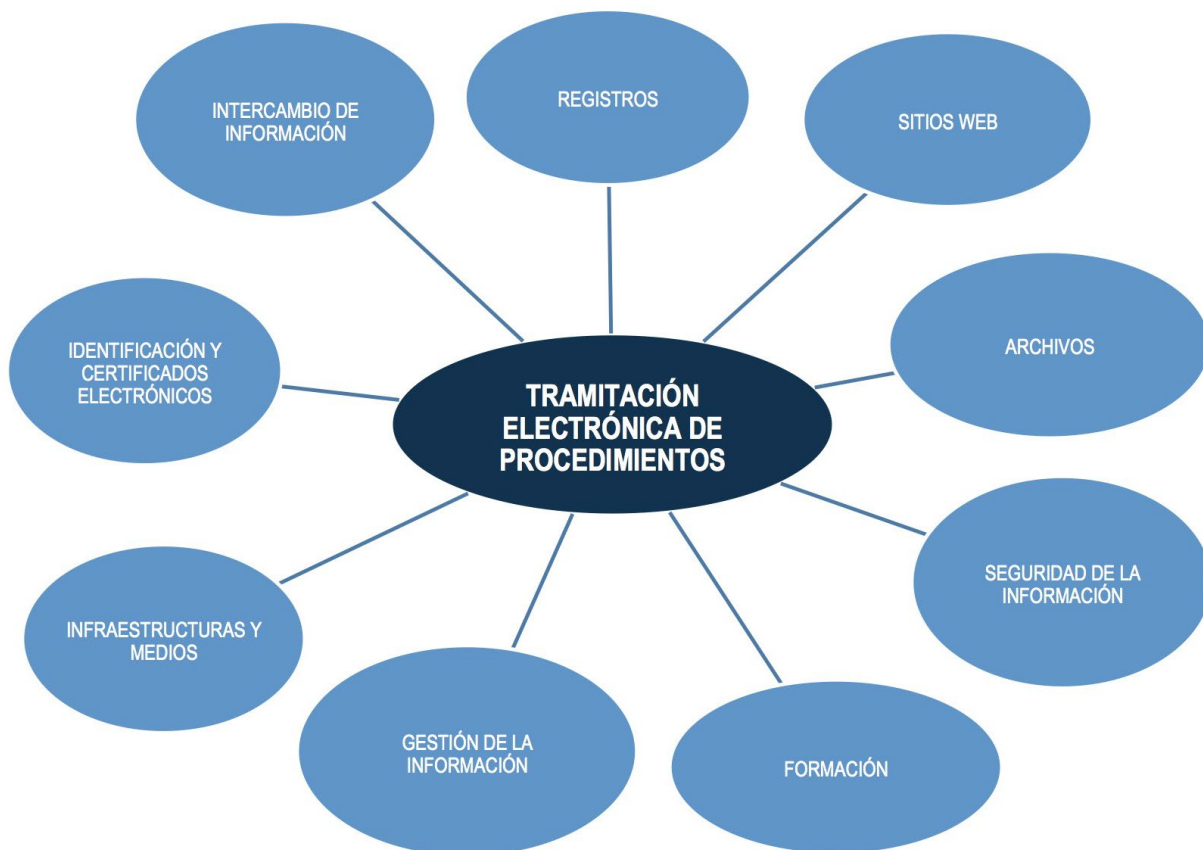 INTERCAMBIO DE
INFORMACIÓN
REGISTROS
SITIOS WEB
IDENTIFICACIÓN Y
CERTIFICADOS
ELECTRÓNICOS
ARCHIVOS
TRAMITACIÓN
ELECTRÓNICA DE
PROCEDIMIENTOS
SEGURIDAD DE LA
INFORMACIÓN
INFRAESTRUCTURAS Y
MEDIOS
GESTIÓN DE LA
INFORMACIÓN
FORMACIÓN